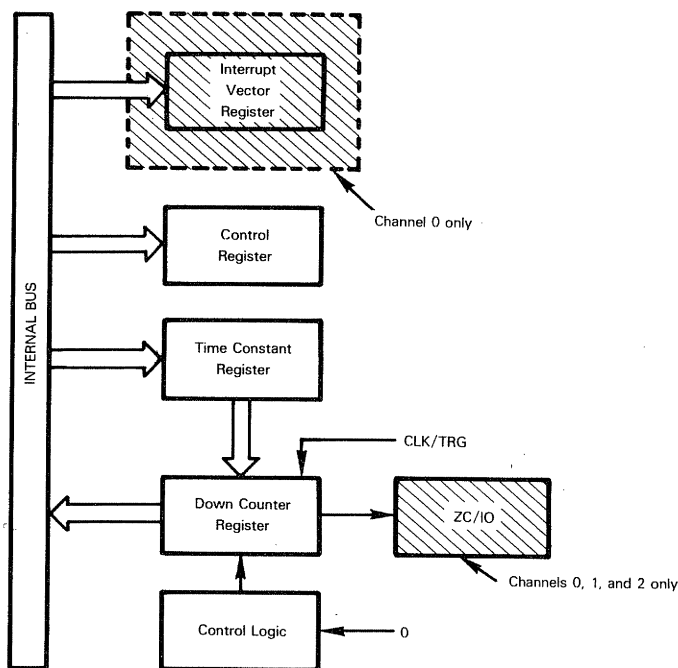 Interrupt
Vector
Register
Channel 0 only
Control
Register
INTERNAL BUS
Time Constant
Register
CLK/TRG
Down Counter
Register
ZC/IO
Channels 0, 1, and 2 only
Control Logic
0